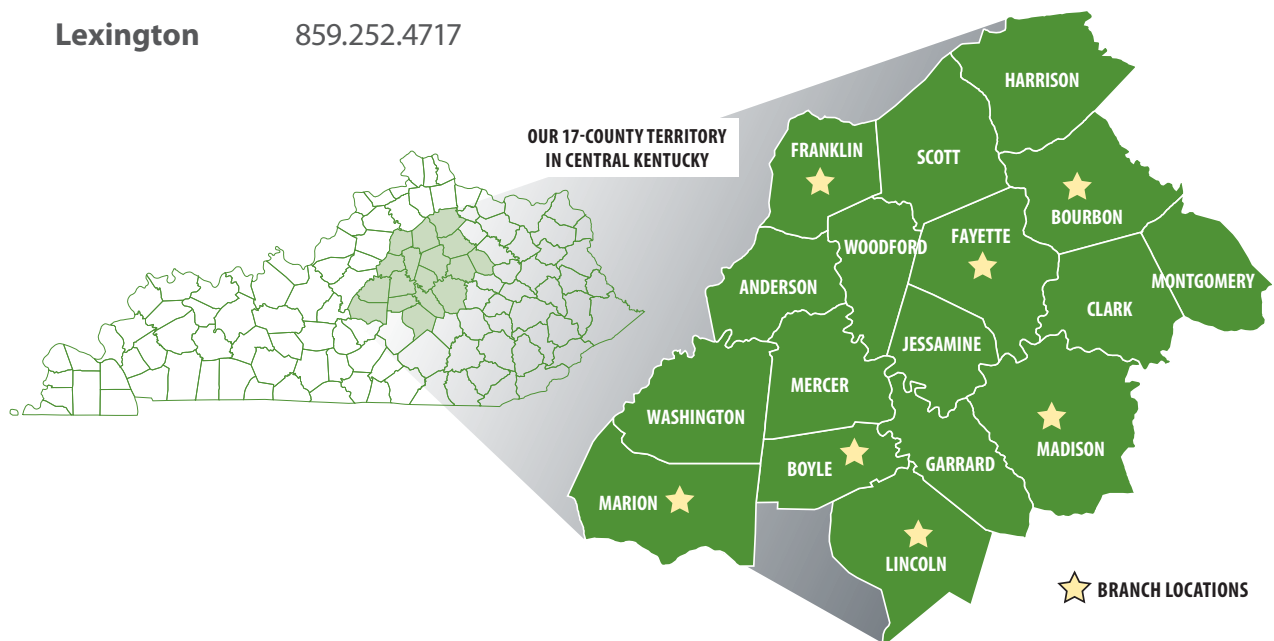 Lexington 859.252.4717
OUR 17-COUNTY TERRITORY
IN CENTRAL KENTUCKY
HARRISON
FRANKLIN
SCOTT
BOURBON
WOODFORD
FAYETTE
ANDERSON
MONTGOMERY
CLARK
JESSAMINE
MERCER
WASHINGTON
MADISON
BOYLE
GARRARD
MARION
LINCOLN
BRANCH LOCATIONS